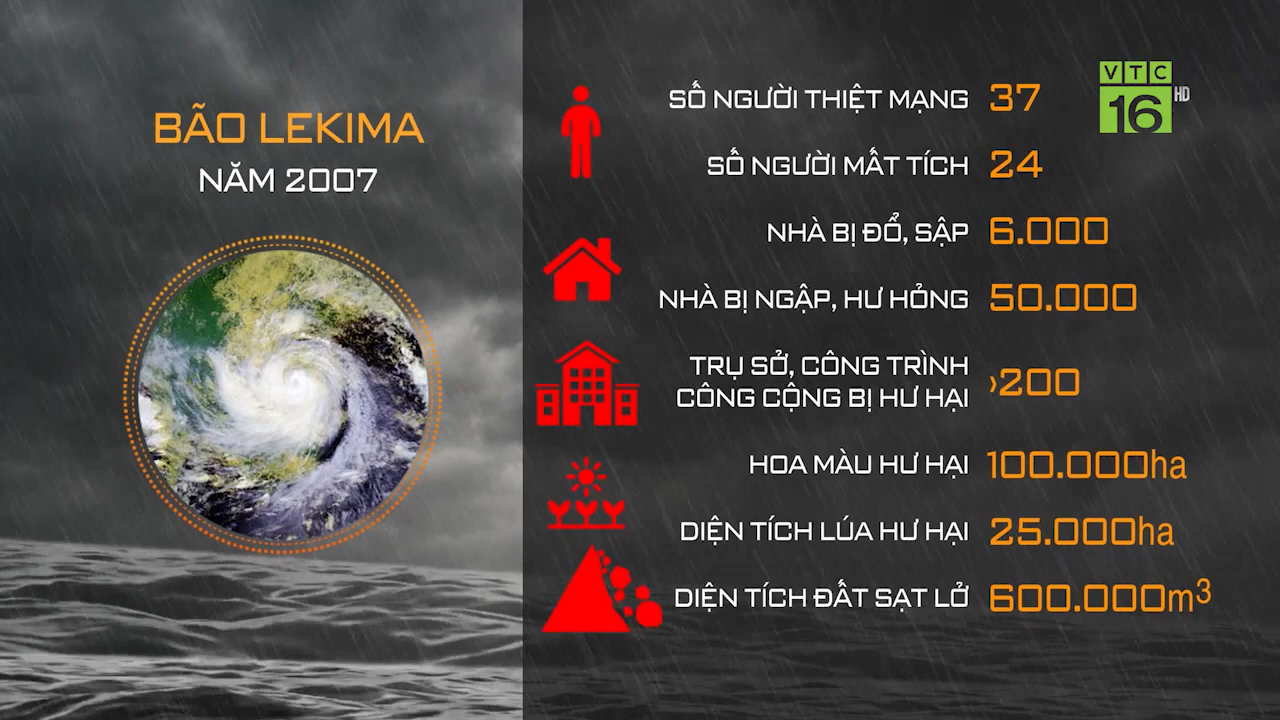 BÃO LEKIMA
NĂM 2007
SỐ NGƯỜI THIỆT MẠNG 37
SỐ NGƯỜI MẤT TÍCH 24
NHÀ BỊ ĐỔ, SẬP 6.000
NHÀ BỊ NGẬP, HƯ HỎNG 50.000
TRỤ SỞ, CÔNG TRÌNH
CÔNG CỘNG BỊ HƯ HẠI >200
HOA MÀU HƯ HẠI 100.000ha
DIỆN TÍCH LÚA HƯ HẠI 25.000ha
DIỆN TÍCH ĐẤT SẠT LỞ 600.000m³
VTC
16 HD